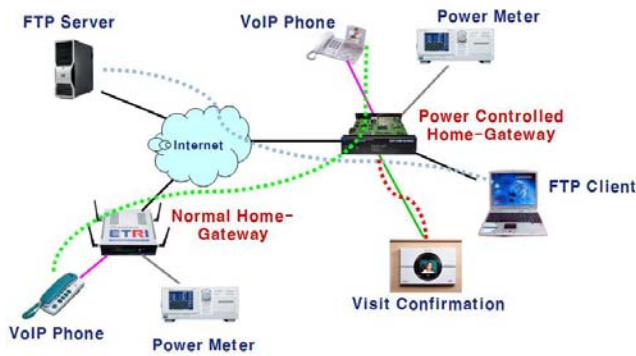 VoIP Phone
Power Meter
FTP Server
Power Controlled
Home-Gateway
Internet
FTP Client
Normal Home-
Gateway
ETRI
Visit Confirmation
VoIP Phone
Power Meter